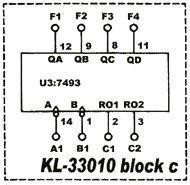 F1 F2 F3 F4
12 9 8 11
QA QB QC QD
U3:7493
A B RO1 RO2
14 1 2 3
A1 B1 C1 C2
KL-33010 block c